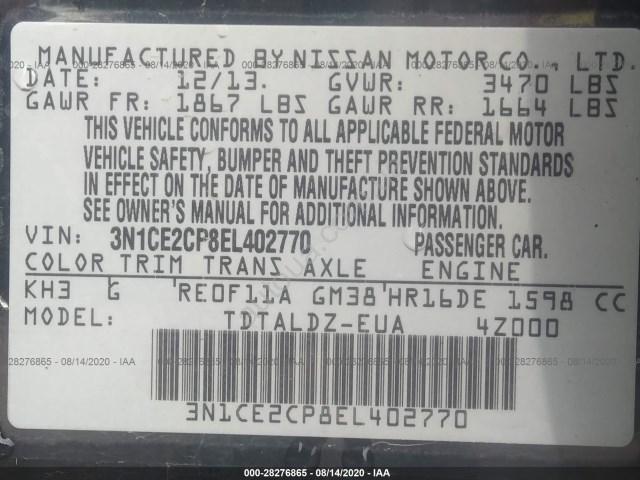 MANUFACTURED BY NISSAN MOTOR CO., LTD.
DATE: 12/13. GVWR: 3470 LBS
GAWR FR: 1867 LBS GAWR RR: 1664 LBS
THIS VEHICLE CONFORMS TO ALL APPLICABLE FEDERAL MOTOR
VEHICLE SAFETY, BUMPER AND THEFT PREVENTION STANDARDS
IN EFFECT ON THE DATE OF MANUFACTURE SHOWN ABOVE.
SEE OWNER'S MANUAL FOR ADDITIONAL INFORMATION.
VIN: 3N1CE2CP8EL402770 PASSENGER CAR.
COLOR TRIM TRANS AXLE ENGINE
KH3 G RE0F11A GM38 HR16DE 1598 CC
MODEL: TDTALDZ-EUA 4Z000
3N1CE2CP8EL402770
000-28276865 - 08/14/2020 - IAA